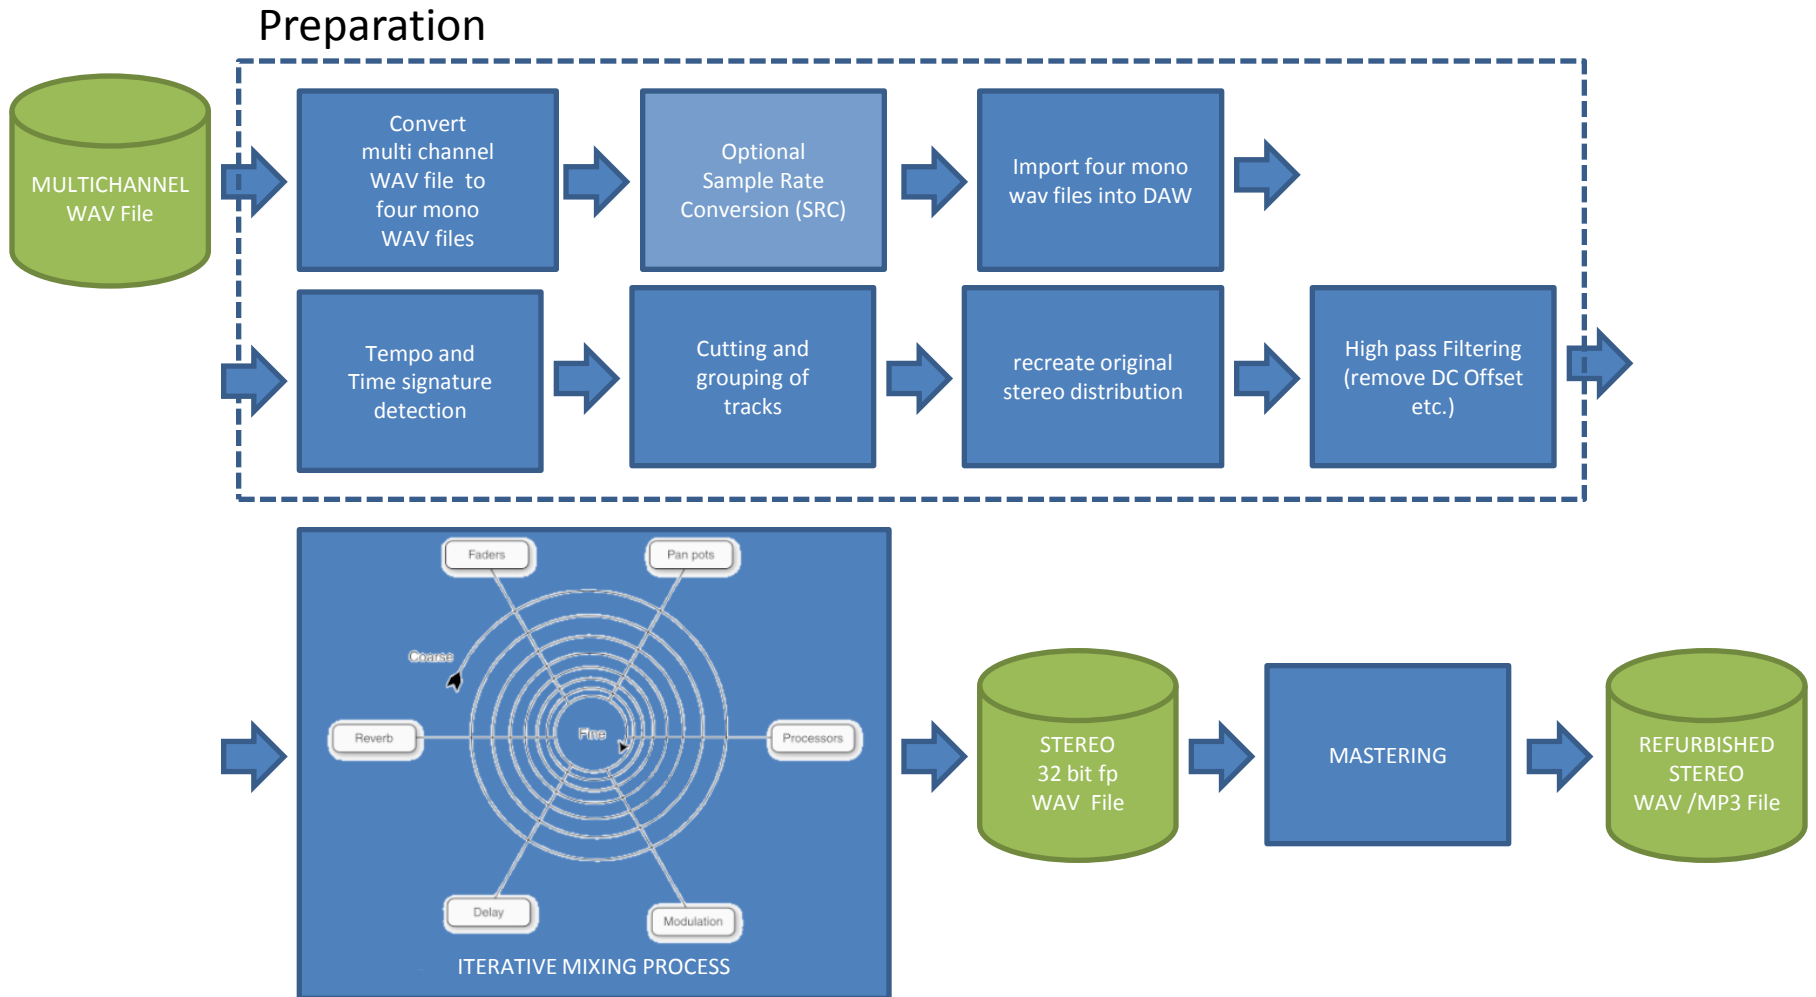 Preparation
MULTICHANNEL
WAV File
Convert
multi channel
WAV file to
four mono
WAV files
Optional
Sample Rate
Conversion (SRC)
Import four mono
wav files into DAW
Tempo and
Time signature
detection
Cutting and
grouping of
tracks
recreate original
stereo distribution
High pass Filtering
(remove DC Offset
etc.)
Faders
Pan pots
Coarse
Reverb
Fine
Processors
Delay
Modulation
ITERATIVE MIXING PROCESS
STEREO
32 bit fp
WAV File
MASTERING
REFURBISHED
STEREO
WAV /MP3 File